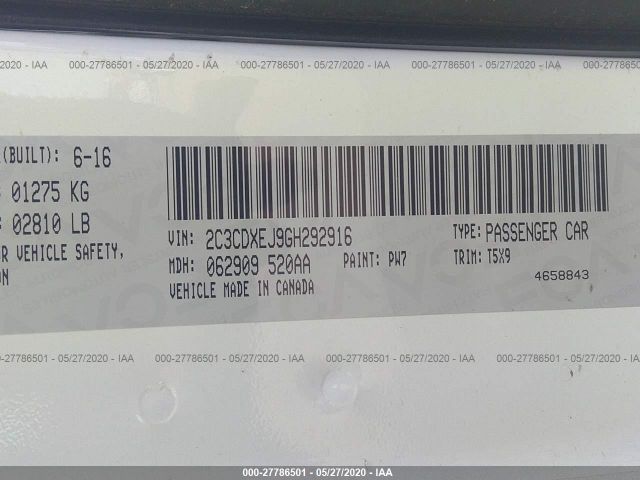 5/27/2020 - IAA 000-27786501 - 05/27/2020 - IAA 000-27786501 - 05/27/2020 - IAA 000-27786501 - 05/27/2020 - IAA 000-27786501
(BUILT): 6-16
01275 KG
02810 LB
VEHICLE SAFETY,
VIN: 2C3CDXEJ9GH292916
TYPE: PASSENGER CAR
MDH: 062909 520AA
PAINT: PW7
TRIM: T5X9
VEHICLE MADE IN CANADA
4658843
5/27/2020 - IAA 000-27786501 - 05/27/2020 - IAA 000-27786501 - 05/27/2020 - IAA 000-27786501 - 05/27/2020 - IAA 000-27786501
000-27786501 - 05/27/2020 - IAA